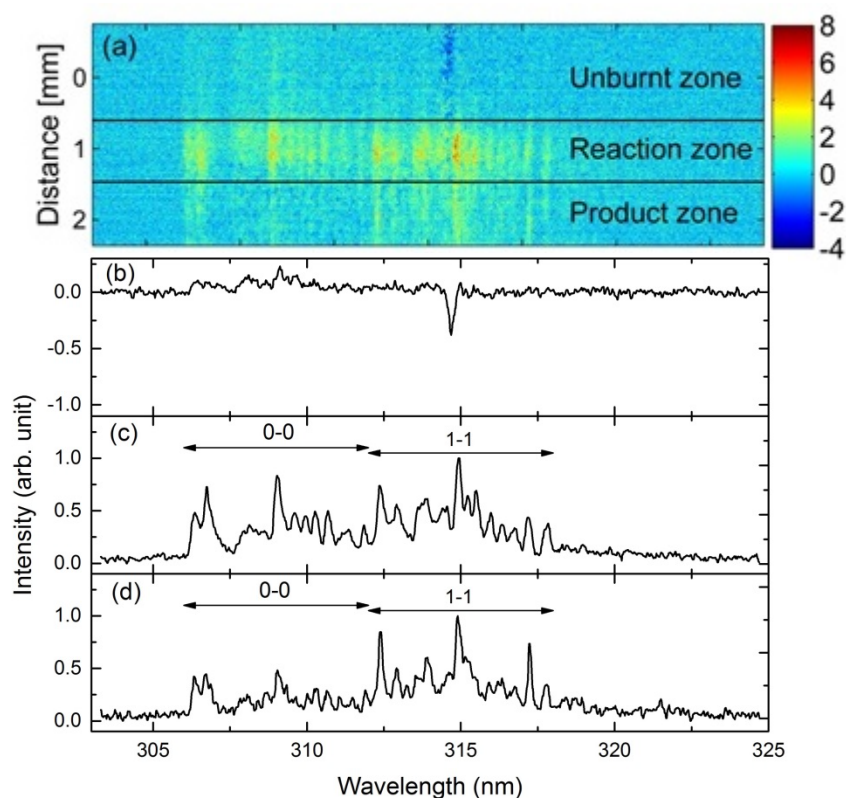 (a)
Unburnt zone
Reaction zone
Product zone
Distance [mm]
0
1
2
8
6
4
2
0
-2
-4
(b)
0.0
-0.5
-1.0
(c)
0-0
1-1
1.0
0.5
0.0
(d)
0-0
1-1
1.0
0.5
0.0
Intensity (arb. unit)
305
310
315
320
325
Wavelength (nm)